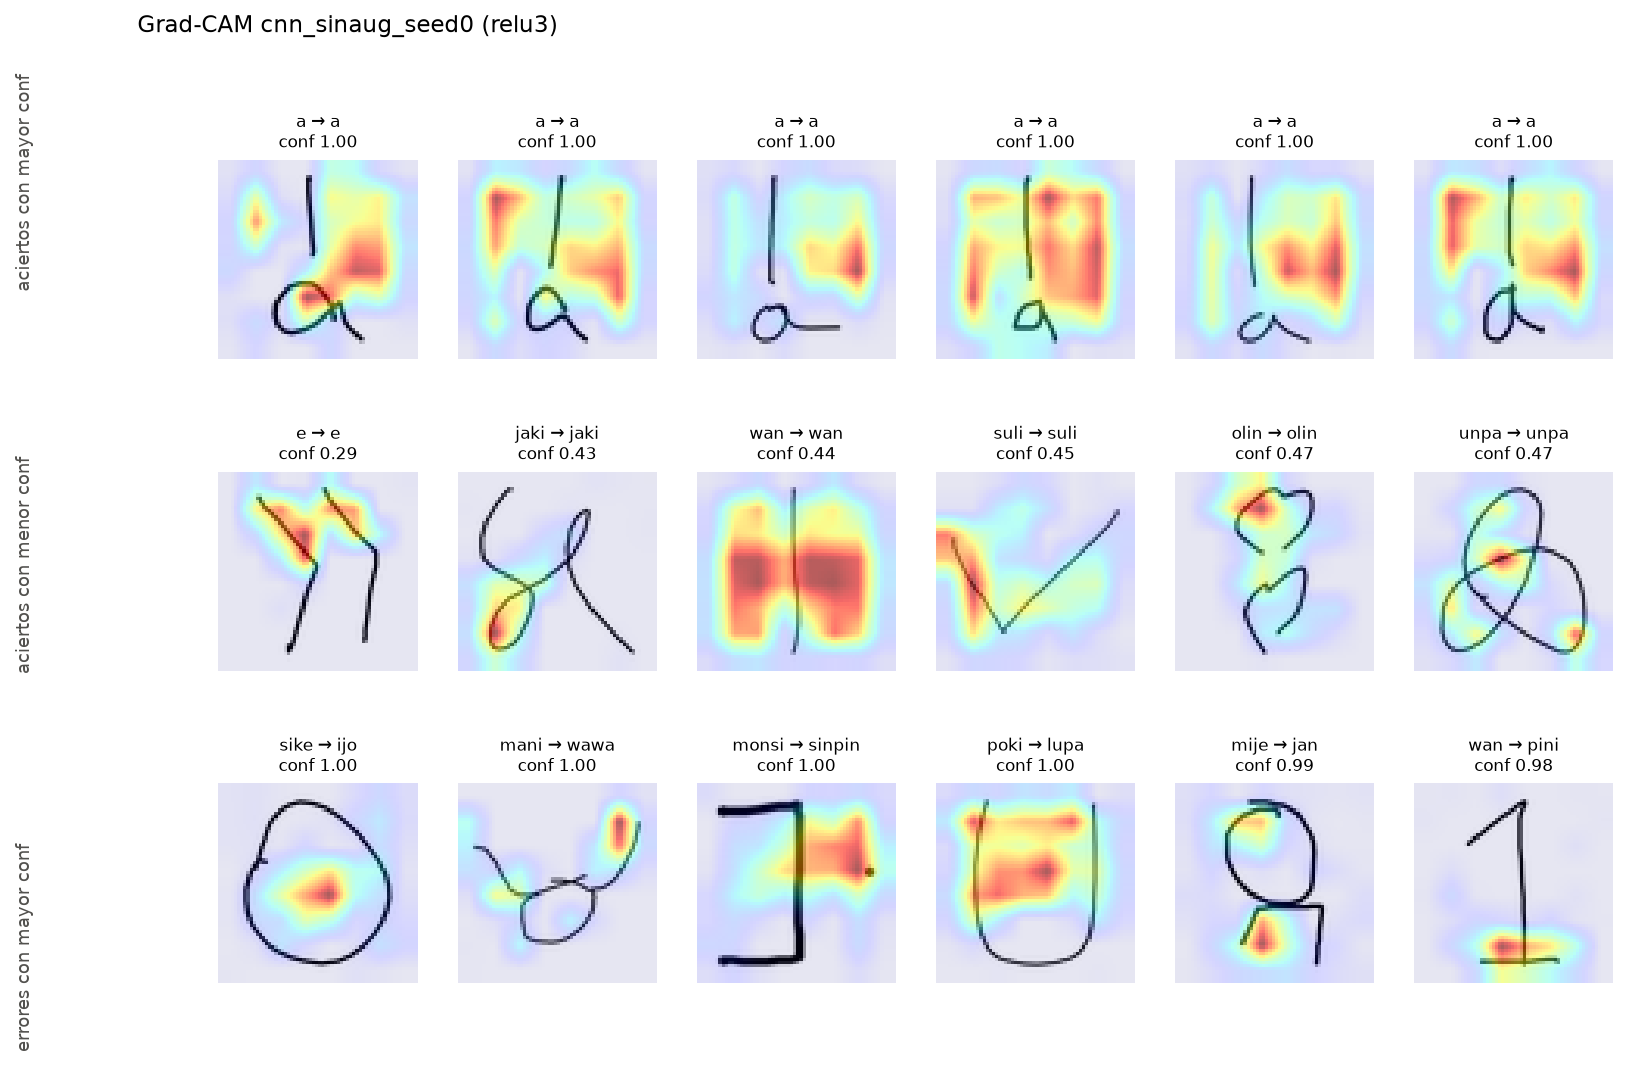 Grad-CAM cnn_sinaug_seed0 (relu3)
aciertos con mayor conf
a → a
conf 1.00
a → a
conf 1.00
a → a
conf 1.00
a → a
conf 1.00
a → a
conf 1.00
a → a
conf 1.00
aciertos con menor conf
e → e
conf 0.29
jaki → jaki
conf 0.43
wan → wan
conf 0.44
suli → suli
conf 0.45
olin → olin
conf 0.47
unpa → unpa
conf 0.47
errores con mayor conf
sike → ijo
conf 1.00
mani → wawa
conf 1.00
monsi → sinpin
conf 1.00
poki → lupa
conf 1.00
mije → jan
conf 0.99
wan → pini
conf 0.98